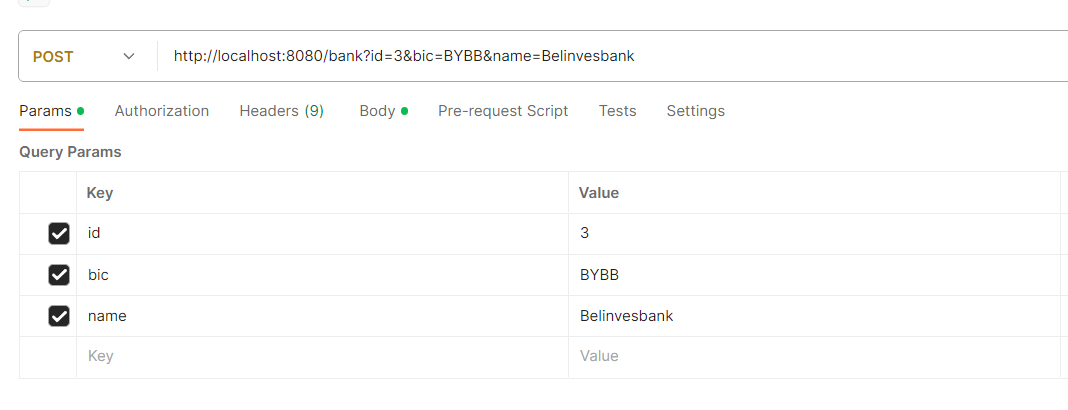 POST http://localhost:8080/bank?id=3&bic=BYBB&name=Belinvesbank
Params Authorization Headers (9) Body Pre-request Script Tests Settings
Query Params
Key Value
id 3
bic BYBB
name Belinvesbank
Key Value